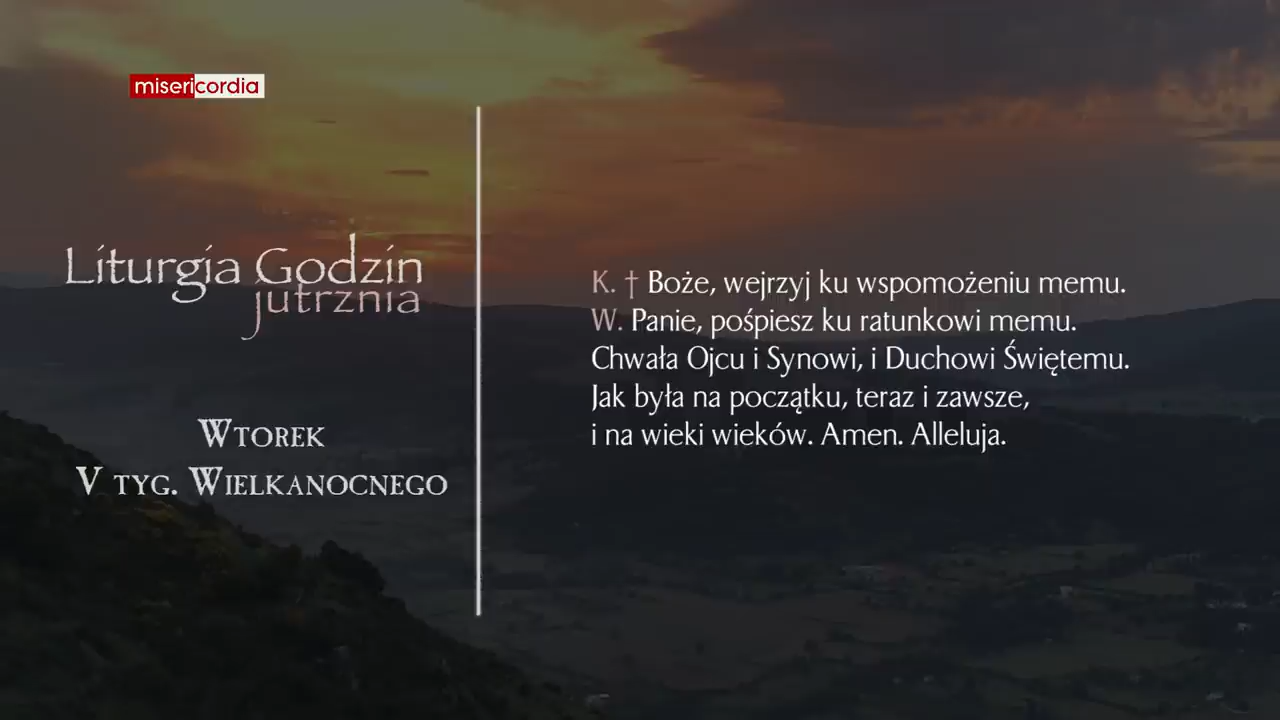 misericordia
Liturgia Godzin
jutrznia
Wtorek
V tyg. Wielkanocnego
K. † Boże, wejrzyj ku wspomożeniu memu.
W. Panie, pośpiesz ku ratunkowi memu.
Chwała Ojcu i Synowi, i Duchowi Świętemu.
Jak była na początku, teraz i zawsze,
i na wieki wieków. Amen. Alleluja.